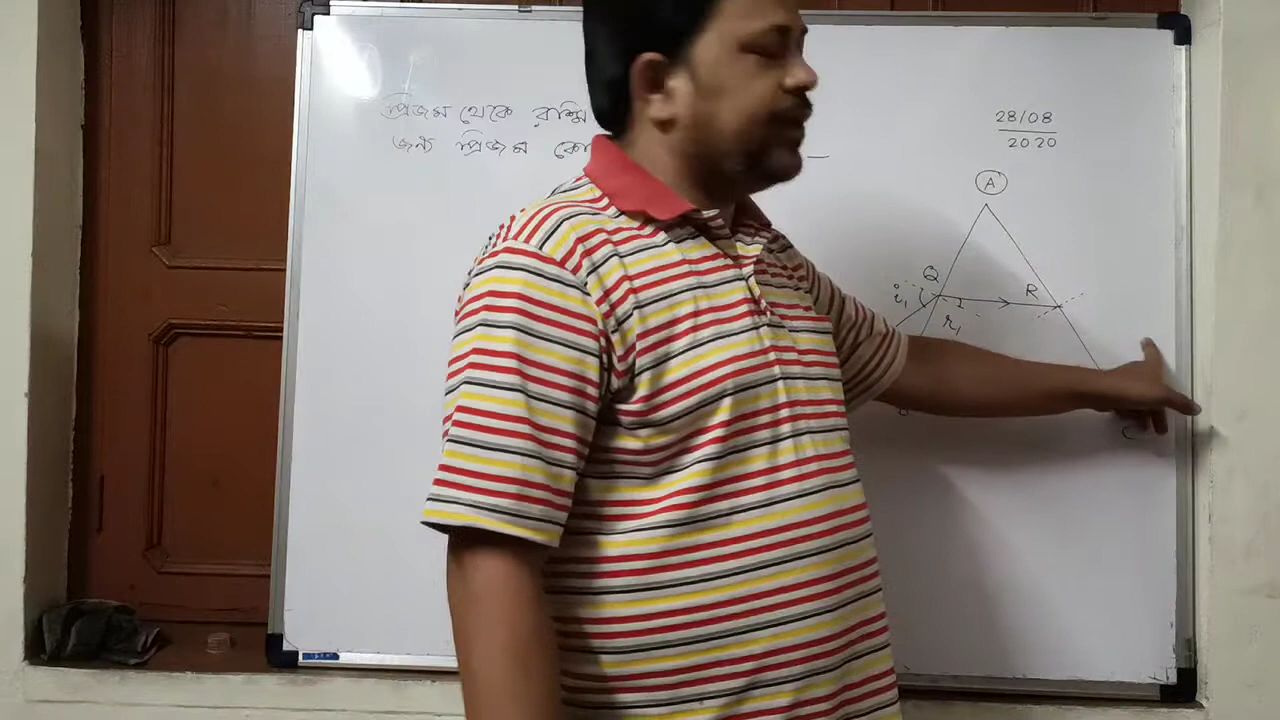 প্রিজম থেকে রশ্মি
জন্য প্রিজম কো
28/08
2020
A
Q
R
i₁
r₁
C